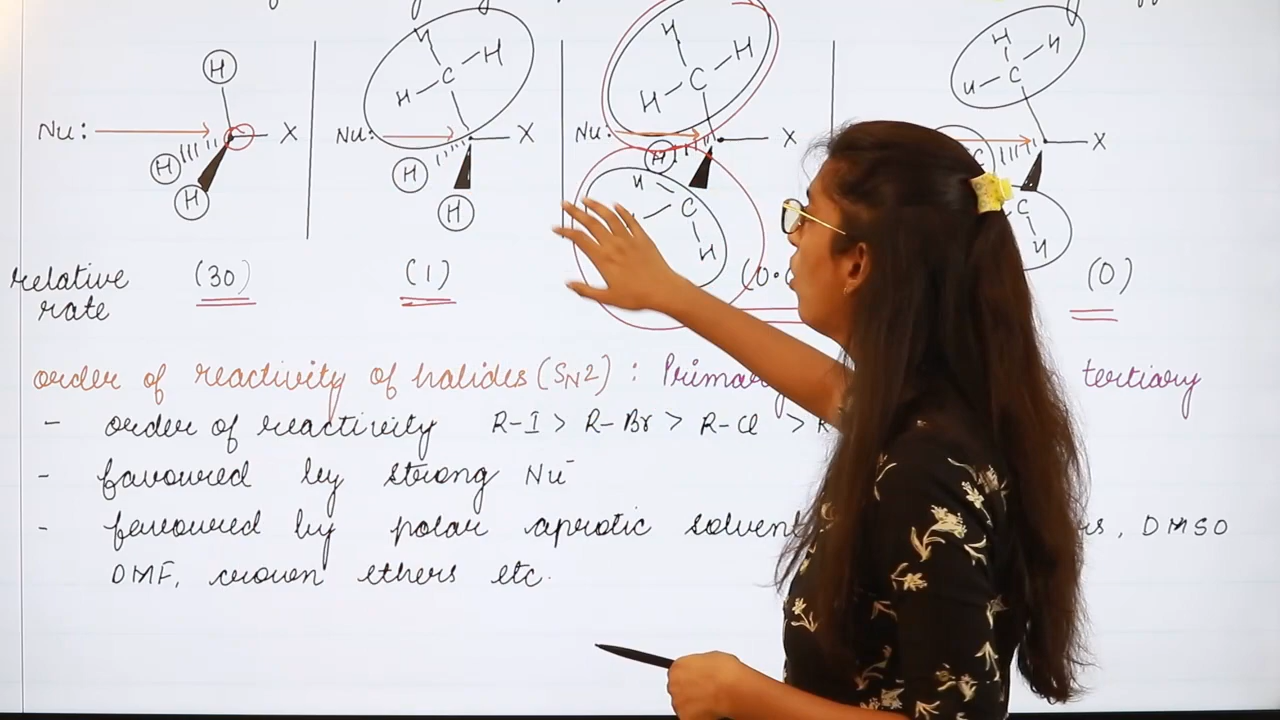 H H H H
H C H H C H H C H
Nu: X Nu: X Nu: X X
H H H H C
H H H C C
H H
relative (30) (1) (0 (0)
rate
order of reactivity of halides (SN2) : Primary tertiary
- order of reactivity R-I > R-Br > R-Cl > R
- favoured by strong Nu⁻
- favoured by polar aprotic solvent DMSO
DMF, crown ethers etc.